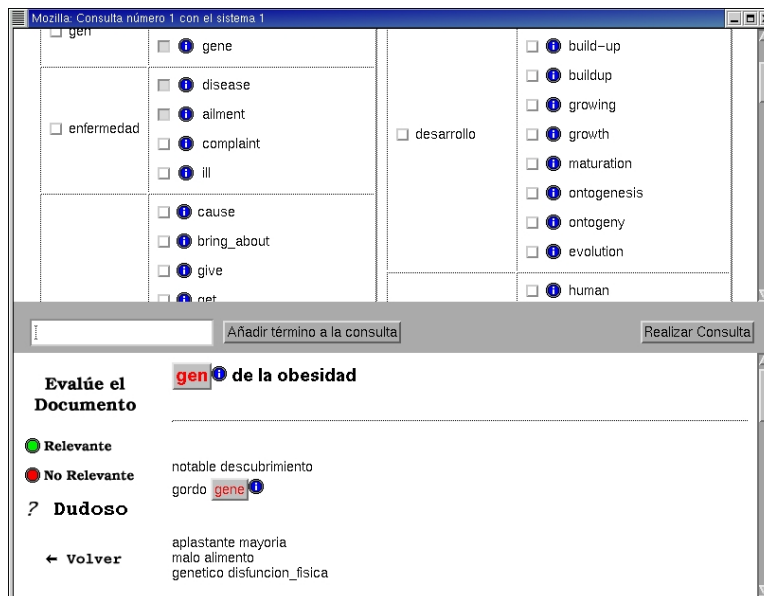 Mozilla: Consulta número 1 con el sistema 1
gen
gene
enfermedad
disease
ailment
complaint
ill
cause
bring_about
give
get
desarrollo
build-up
buildup
growing
growth
maturation
ontogenesis
ontogeny
evolution
human
Añadir término a la consulta
Realizar Consulta
Evalúe el
Documento
Relevante
No Relevante
? Dudoso
← Volver
gen de la obesidad
notable descubrimiento
gordo gene
aplastante mayoria
malo alimento
genetico disfuncion_fisica